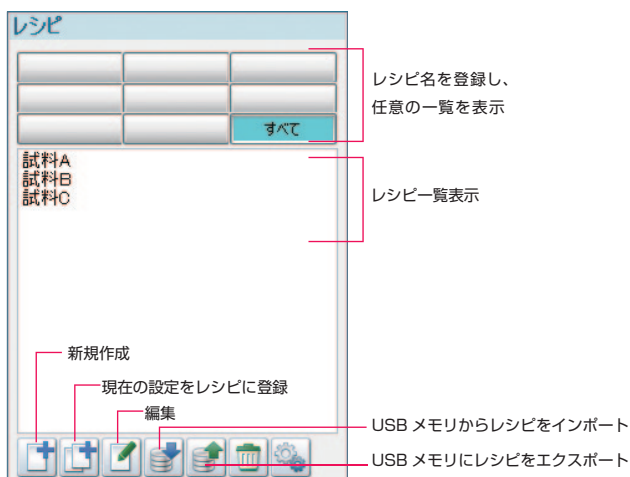 レシピ
レシピ名を登録し、
任意の一覧を表示
すべて
試料A
試料B
試料C
レシピ一覧表示
新規作成
現在の設定をレシピに登録
編集
USB メモリからレシピをインポート
USB メモリにレシピをエクスポート